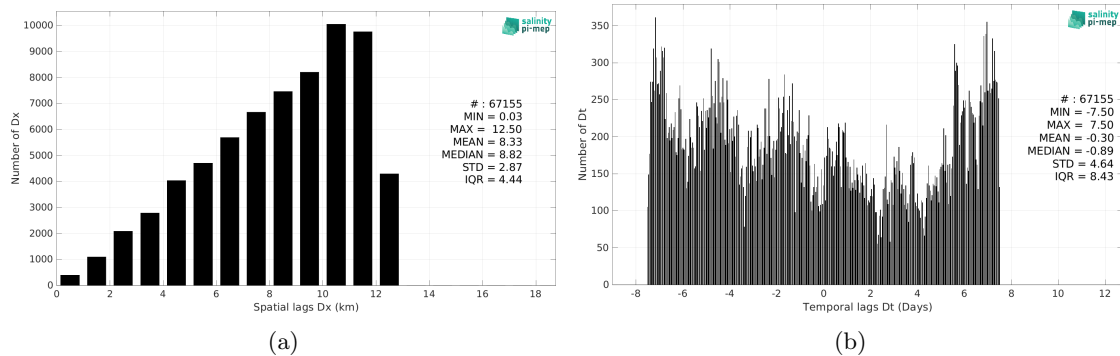 10000
9000
8000
7000
6000
5000
4000
3000
2000
1000
0
Number of Dx
0 2 4 6 8 10 12 14 16 18
Spatial lags Dx (km)
salinity
pi-mep
# : 67155
MIN = 0.03
MAX = 12.50
MEAN = 8.33
MEDIAN = 8.82
STD = 2.87
IQR = 4.44
(a)
350
300
250
200
150
100
50
0
Number of Dt
-8 -6 -4 -2 0 2 4 6 8 10 12
Temporal lags Dt (Days)
salinity
pi-mep
# : 67155
MIN = -7.50
MAX = 7.50
MEAN = -0.30
MEDIAN = -0.89
STD = 4.64
IQR = 8.43
(b)